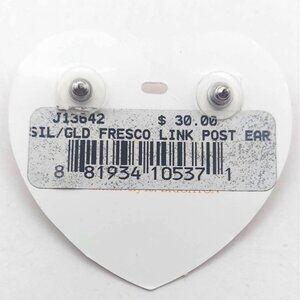 J13642 $ 30.00
SIL/GLD FRESCO LINK POST EAR
8 81934 10537 1